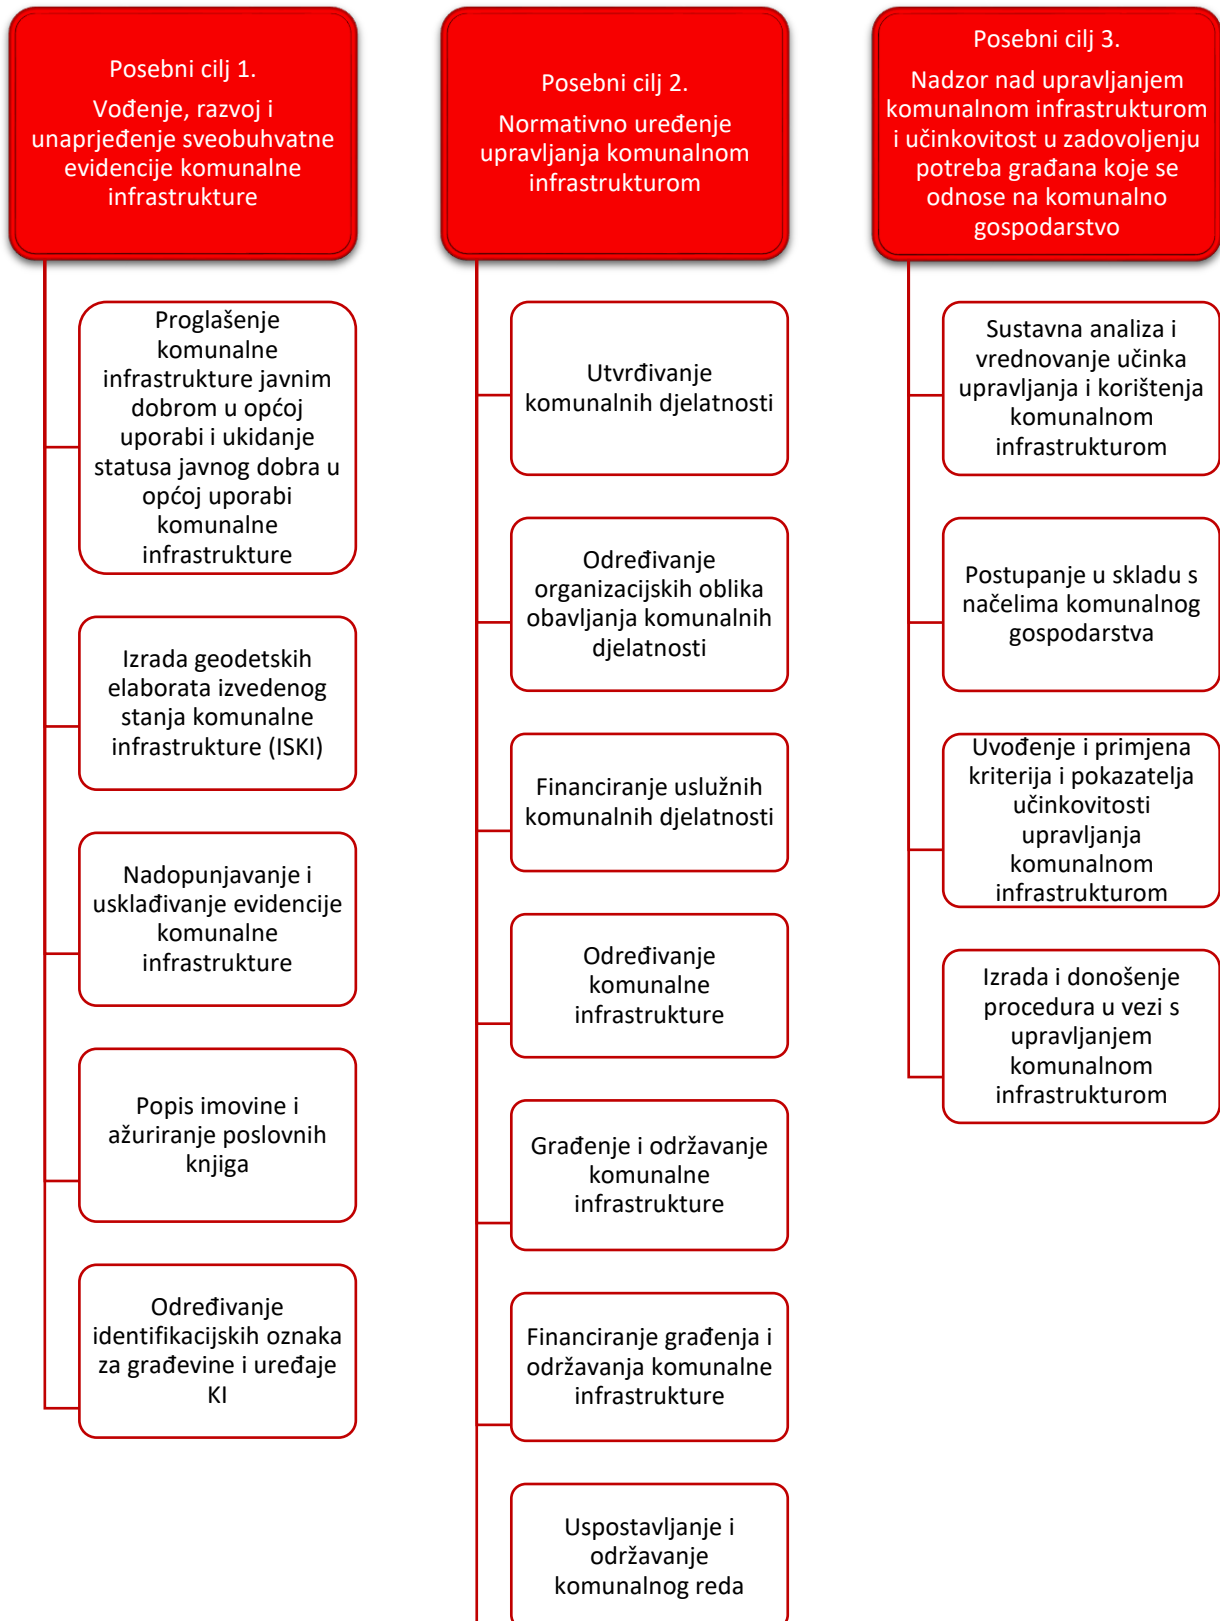 Posebni cilj 1.
Vođenje, razvoj i
unaprjeđenje sveobuhvatne
evidencije komunalne
infrastrukture
Proglašenje
komunalne
infrastrukture javnim
dobrom u općoj
uporabi i ukidanje
statusa javnog dobra u
općoj uporabi
komunalne
infrastrukture
Izrada geodetskih
elaborata izvedenog
stanja komunalne
infrastrukture (ISKI)
Nadopunjavanje i
usklađivanje evidencije
komunalne
infrastrukture
Popis imovine i
ažuriranje poslovnih
knjiga
Određivanje
identifikacijskih oznaka
za građevine i uređaje
KI
Posebni cilj 2.
Normativno uređenje
upravljanja komunalnom
infrastrukturom
Utvrđivanje
komunalnih djelatnosti
Određivanje
organizacijskih oblika
obavljanja komunalnih
djelatnosti
Financiranje uslužnih
komunalnih djelatnosti
Određivanje
komunalne
infrastrukture
Građenje i održavanje
komunalne
infrastrukture
Financiranje građenja i
održavanja komunalne
infrastrukture
Uspostavljanje i
održavanje
komunalnog reda
Posebni cilj 3.
Nadzor nad upravljanjem
komunalnom infrastrukturom
i učinkovitost u zadovoljenju
potreba građana koje se
odnose na komunalno
gospodarstvo
Sustavna analiza i
vrednovanje učinka
upravljanja i korištenja
komunalnom
infrastrukturom
Postupanje u skladu s
načelima komunalnog
gospodarstva
Uvođenje i primjena
kriterija i pokazatelja
učinkovitosti
upravljanja
komunalnom
infrastrukturom
Izrada i donošenje
procedura u vezi s
upravljanjem
komunalnom
infrastrukturom